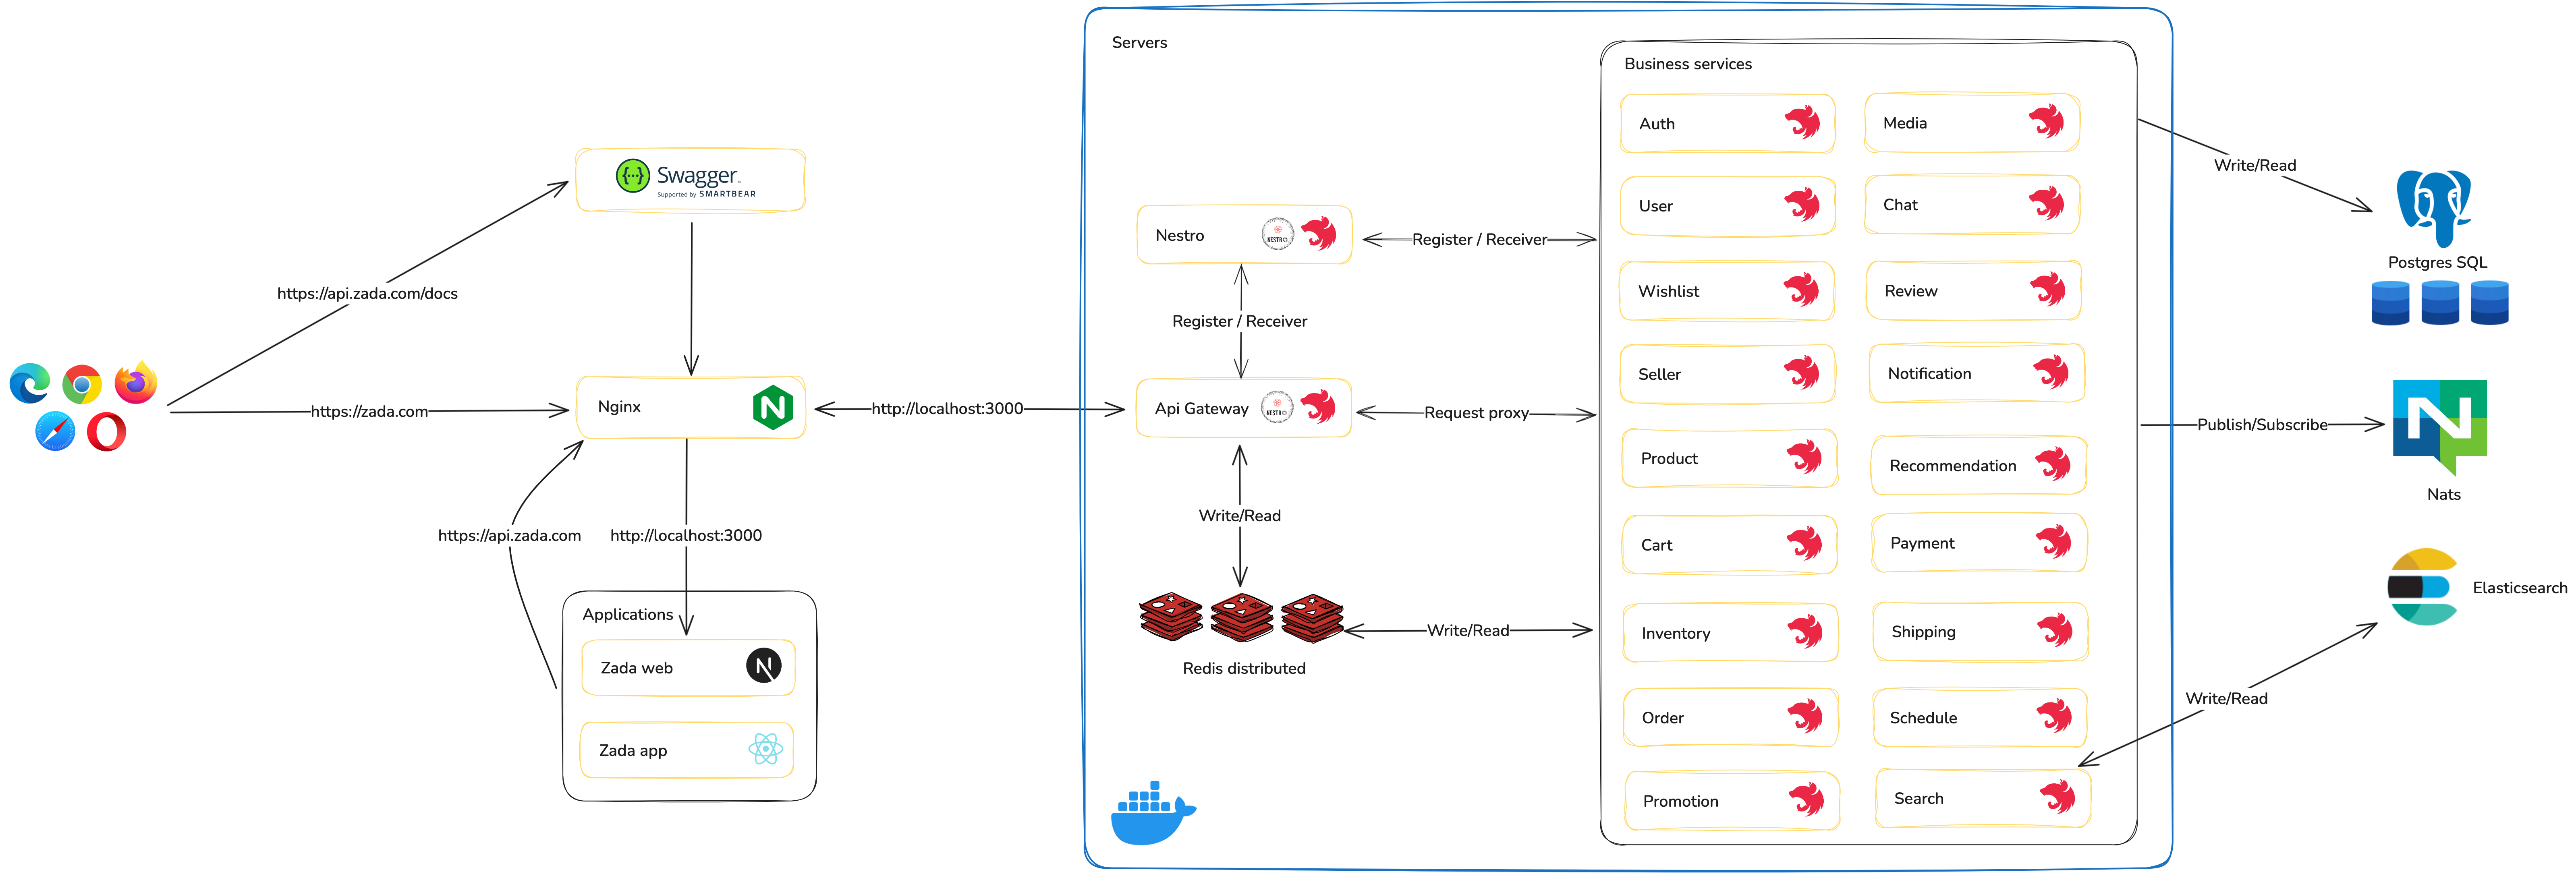 Servers
Business services
Auth
Media
Write/Read
Swagger
Supported by SMARTBEAR
User
Chat
Nestro
NESTRO
Register / Receiver
Postgres SQL
https://api.zada.com/docs
Wishlist
Review
Register / Receiver
Seller
Notification
https://zada.com
Nginx
http://localhost:3000
Api Gateway
NESTRO
Request proxy
Publish/Subscribe
Product
Recommendation
Nats
Write/Read
https://api.zada.com
http://localhost:3000
Cart
Payment
Elasticsearch
Applications
Write/Read
Inventory
Shipping
Zada web
Redis distributed
Write/Read
Order
Schedule
Zada app
Promotion
Search